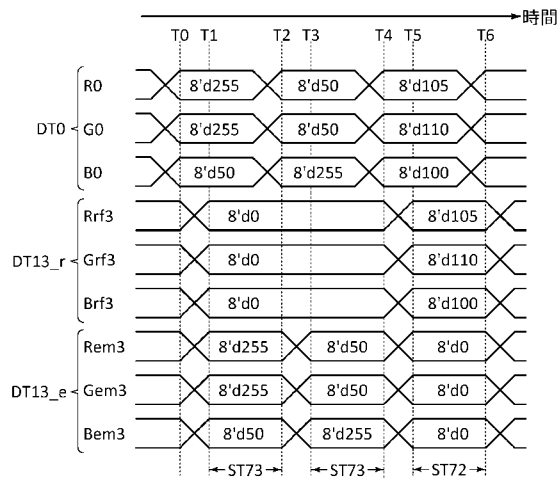 時間
T0 T1 T2 T3 T4 T5 T6
DT0
R0 8'd255 8'd50 8'd105
G0 8'd255 8'd50 8'd110
B0 8'd50 8'd255 8'd100
DT13_r
Rrf3 8'd0 8'd105
Grf3 8'd0 8'd110
Brf3 8'd0 8'd100
DT13_e
Rem3 8'd255 8'd50 8'd0
Gem3 8'd255 8'd50 8'd0
Bem3 8'd50 8'd255 8'd0
ST73 ST73 ST72